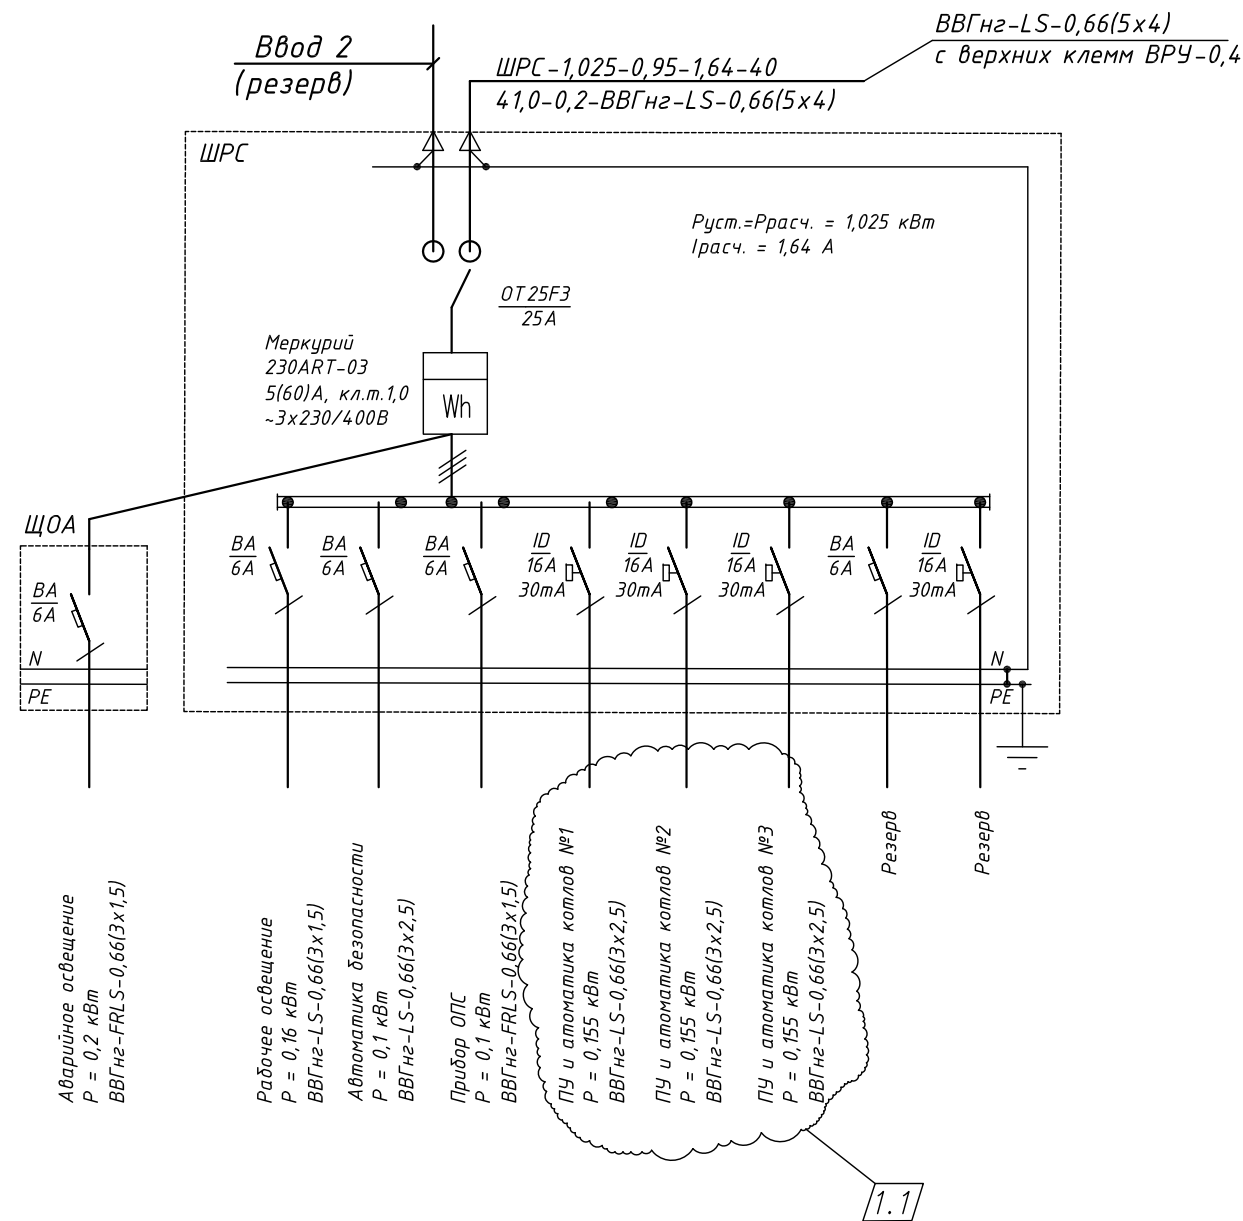 Ввод 2
(резерв)
ШРС-1,025-0,95-1,64-40
41,0-0,2-ВВГнг-LS-0,66(5х4)
ВВГнг-LS-0,66(5х4)
с верхних клемм ВРУ-0,4
ШРС
Руст.=Ррасч. = 1,025 кВт
Iрасч. = 1,64 А
ОТ25F3
25А
Меркурий
230ART-03
5(60)А, кл.т.1,0
~3х230/400В
Wh
ЩОА
ВА
6А
N
PE
ВА
6А
ВА
6А
ВА
6А
ID
16А
30mA
ID
16А
30mA
ID
16А
30mA
ВА
6А
ID
16А
30mA
N
PE
Аварийное освещение
Р = 0,2 кВт
ВВГнг-FRLS-0,66(3х1,5)
Рабочее освещение
Р = 0,16 кВт
ВВГнг-LS-0,66(3х1,5)
Автоматика безопасности
Р = 0,1 кВт
ВВГнг-LS-0,66(3х2,5)
Прибор ОПС
Р = 0,1 кВт
ВВГнг-FRLS-0,66(3х1,5)
ПУ и атоматика котлов №1
Р = 0,155 кВт
ВВГнг-LS-0,66(3х2,5)
ПУ и атоматика котлов №2
Р = 0,155 кВт
ВВГнг-LS-0,66(3х2,5)
ПУ и атоматика котлов №3
Р = 0,155 кВт
ВВГнг-LS-0,66(3х2,5)
Резерв
Резерв
1.1